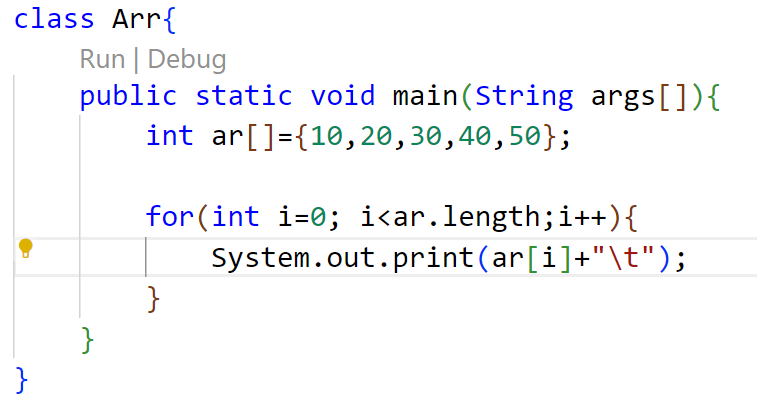 class Arr{
Run | Debug
public static void main(String args[]){
int ar[]={10,20,30,40,50};
for(int i=0; i<ar.length;i++){
System.out.print(ar[i]+"\t");
}
}
}